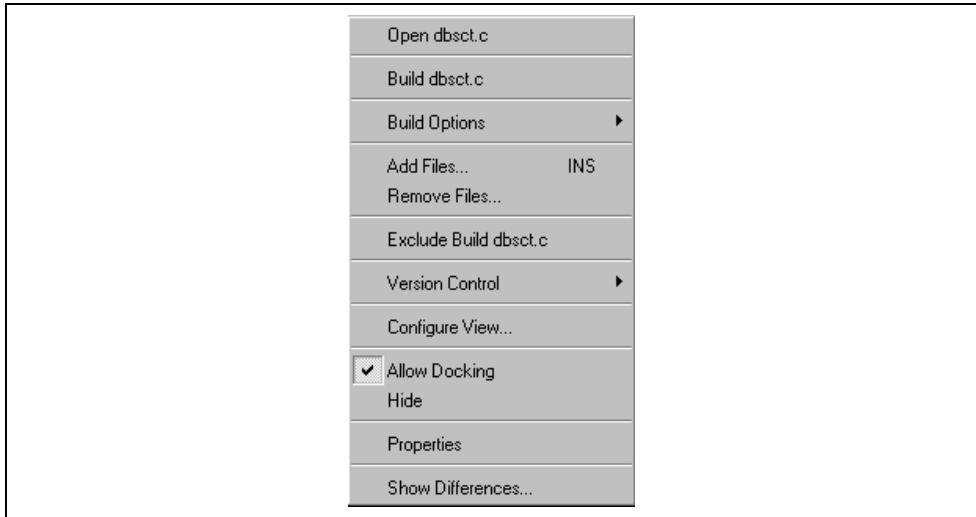 Open dbsct.c
Build dbsct.c
Build Options
Add Files... INS
Remove Files...
Exclude Build dbsct.c
Version Control
Configure View...
Allow Docking
Hide
Properties
Show Differences...